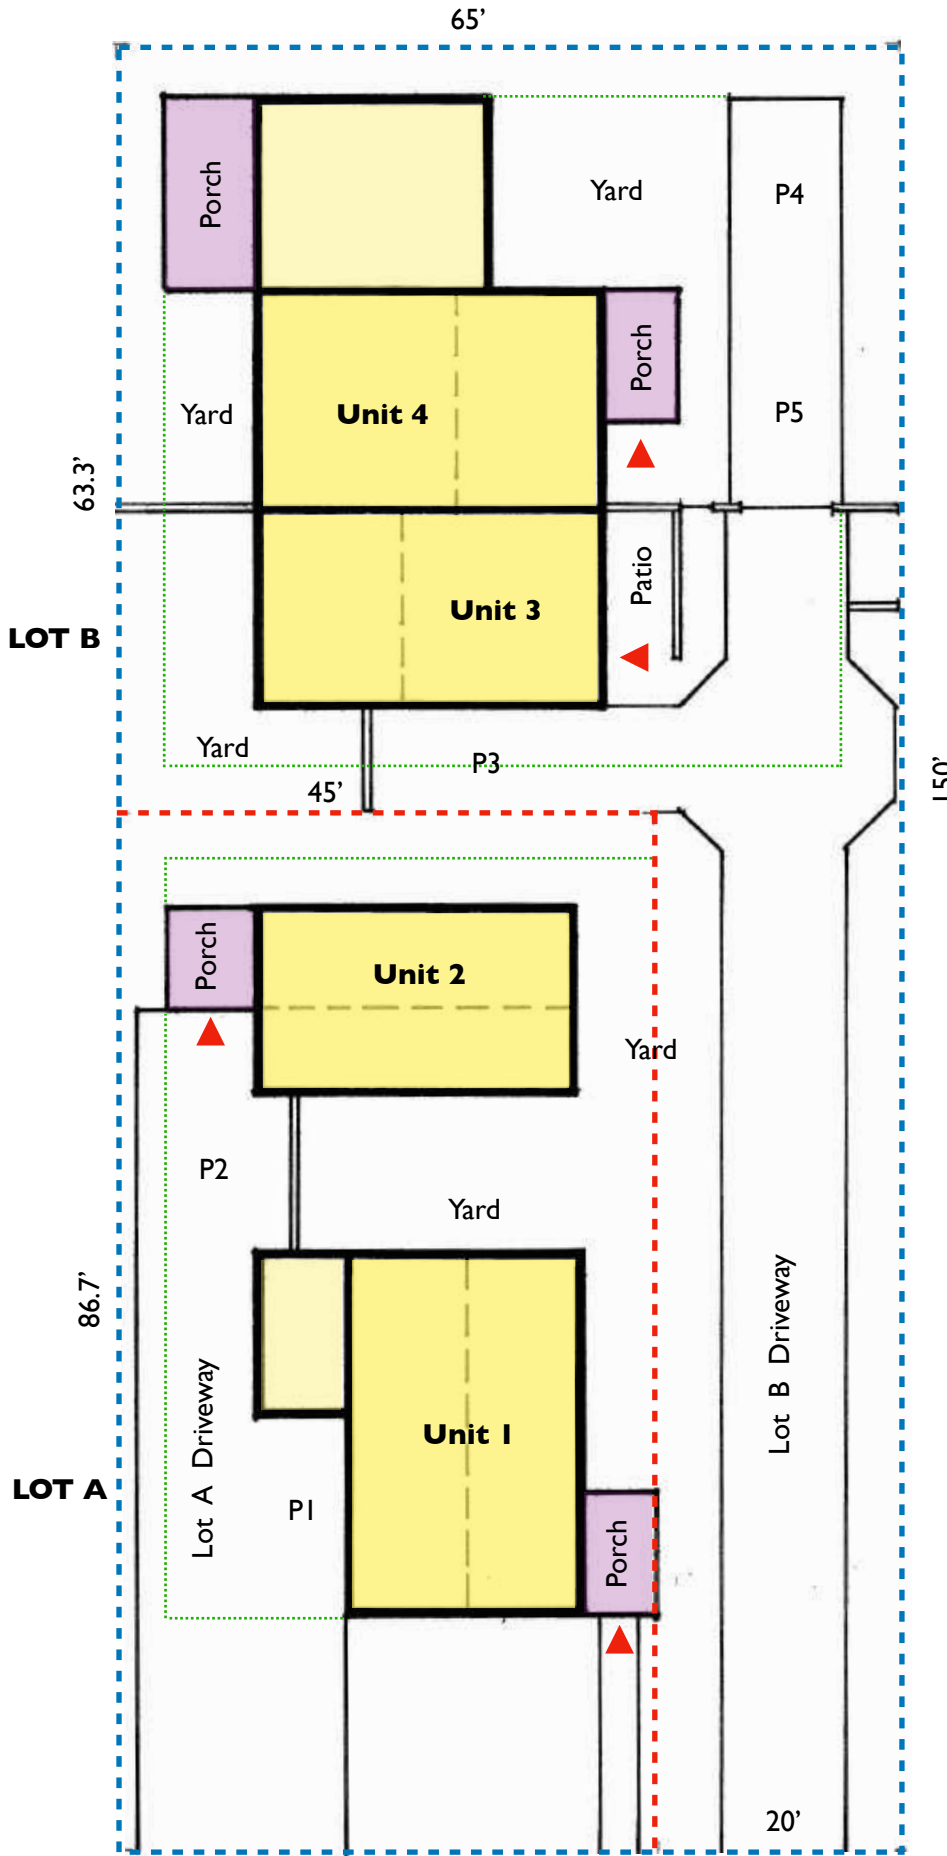 65’
Porch
Yard
P4
Porch
Yard
Unit 4
P5
63.3’
Patio
Unit 3
LOT B
Yard
P3
150’
45’
Porch
Unit 2
Yard
P2
Yard
86.7’
Lot B Driveway
Lot A Driveway
Unit 1
LOT A
P1
Porch
20’